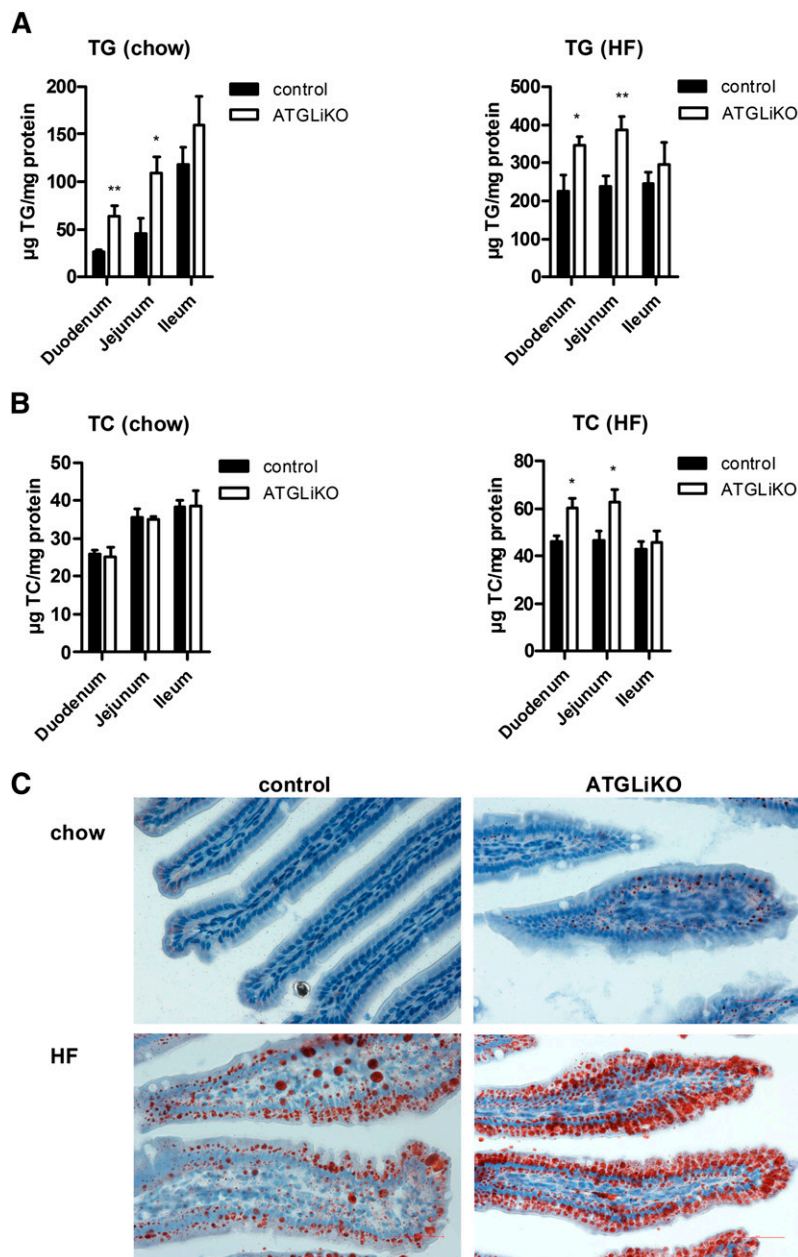 A
TG (chow)
µg TG/mg protein
200
150
100
50
0
Duodenum
Jejunum
Ileum
**
*
control
ATGLiKO
TG (HF)
µg TG/mg protein
500
400
300
200
100
0
Duodenum
Jejunum
Ileum
*
**
control
ATGLiKO
B
TC (chow)
µg TC/mg protein
50
40
30
20
10
0
Duodenum
Jejunum
Ileum
control
ATGLiKO
TC (HF)
µg TC/mg protein
80
60
40
20
0
Duodenum
Jejunum
Ileum
*
*
control
ATGLiKO
C
control
ATGLiKO
chow
HF